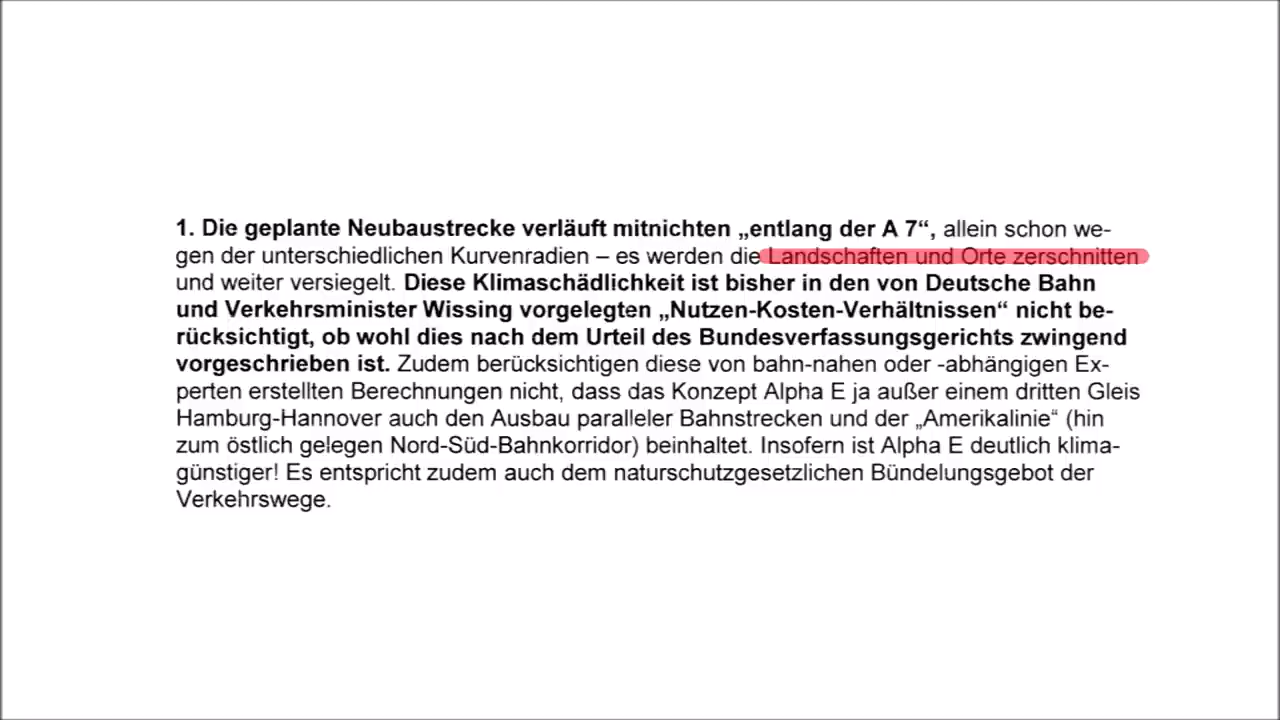 1. Die geplante Neubaustrecke verläuft mitnichten „entlang der A 7“, allein schon we-
gen der unterschiedlichen Kurvenradien – es werden die Landschaften und Orte zerschnitten
und weiter versiegelt. Diese Klimaschädlichkeit ist bisher in den von Deutsche Bahn
und Verkehrsminister Wissing vorgelegten „Nutzen-Kosten-Verhältnissen“ nicht be-
rücksichtigt, ob wohl dies nach dem Urteil des Bundesverfassungsgerichts zwingend
vorgeschrieben ist. Zudem berücksichtigen diese von bahn-nahen oder -abhängigen Ex-
perten erstellten Berechnungen nicht, dass das Konzept Alpha E ja außer einem dritten Gleis
Hamburg-Hannover auch den Ausbau paralleler Bahnstrecken und der „Amerikalinie“ (hin
zum östlich gelegen Nord-Süd-Bahnkorridor) beinhaltet. Insofern ist Alpha E deutlich klima-
günstiger! Es entspricht zudem auch dem naturschutzgesetzlichen Bündelungsgebot der
Verkehrswege.